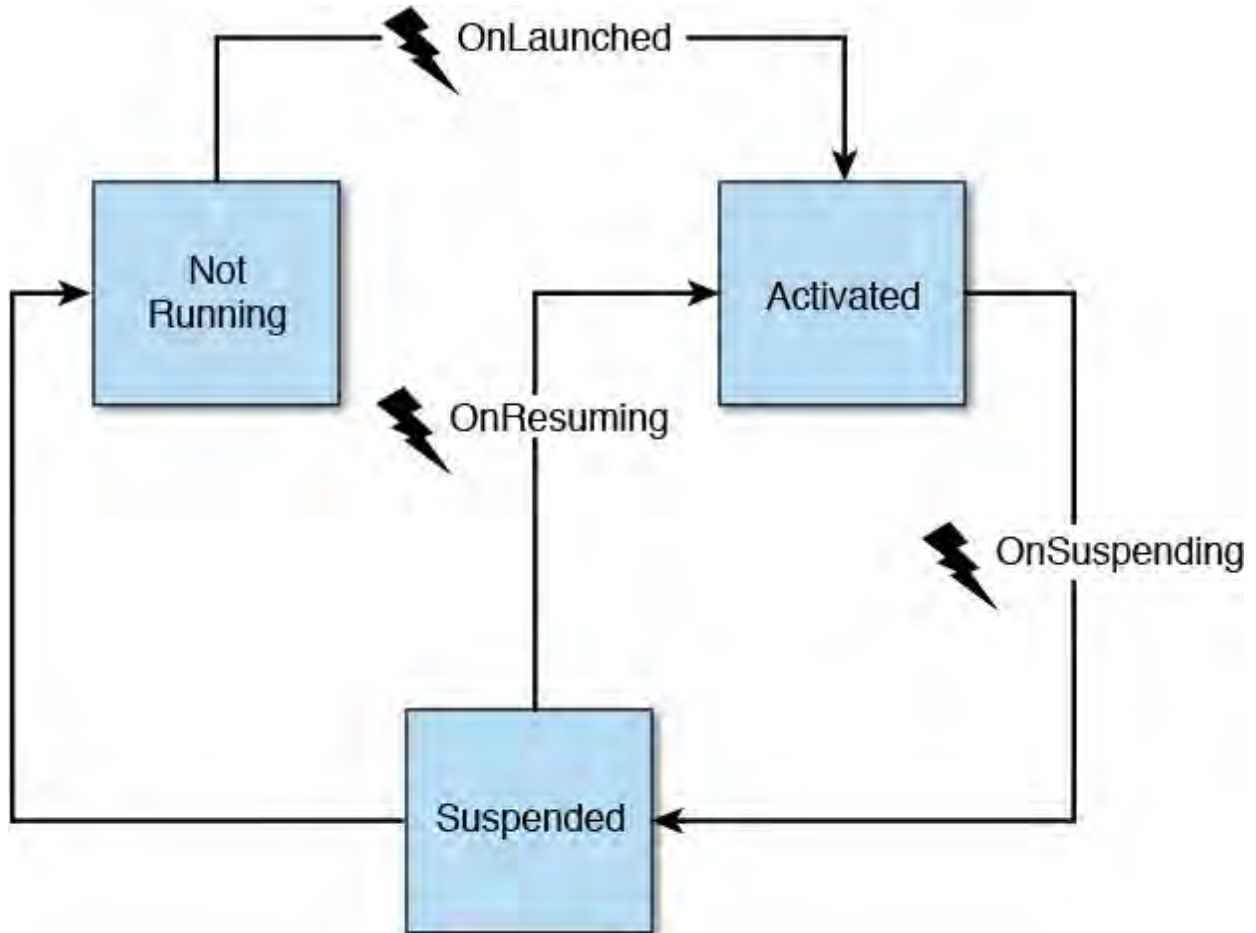 OnLaunched
Not
Running
Activated
OnResuming
OnSuspending
Suspended